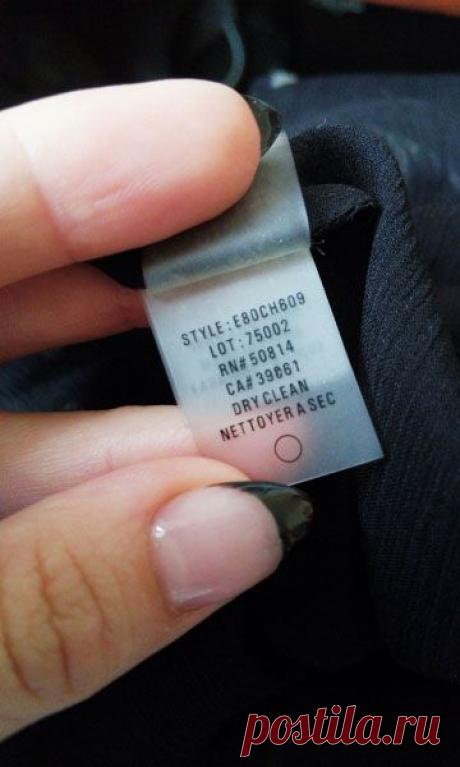 STYLE: E80CH609
LOT: 75002
RN# 50814
CA# 39861
DRY CLEAN
NETTOYER A SEC
postila.ru